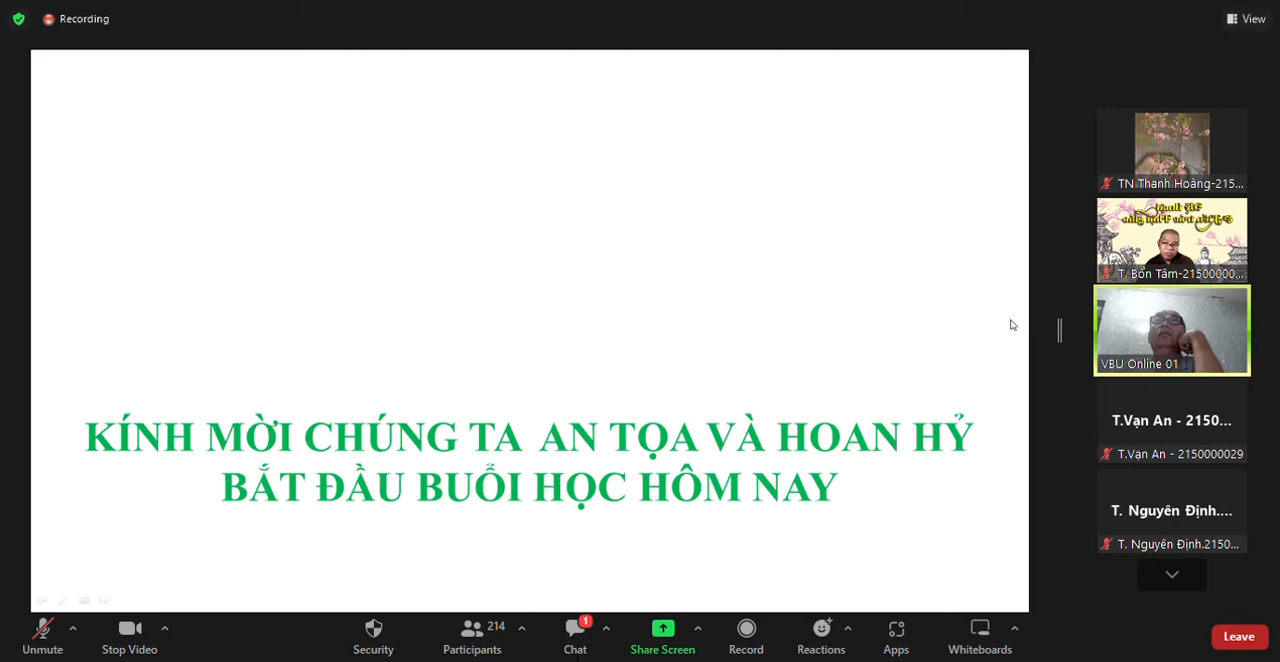 Recording
View
KÍNH MỜI CHÚNG TA AN TỌA VÀ HOAN HỶ
BẮT ĐẦU BUỔI HỌC HÔM NAY
TN Thanh Hoằng-215...
T. Bổn Tâm-21500000...
VBU Online 01
T.Vạn An - 2150...
T.Vạn An - 2150000029
T. Nguyên Định....
T. Nguyên Định.2150...
Unmute
Stop Video
Security
214
Participants
1
Chat
Share Screen
Record
Reactions
Apps
Whiteboards
Leave